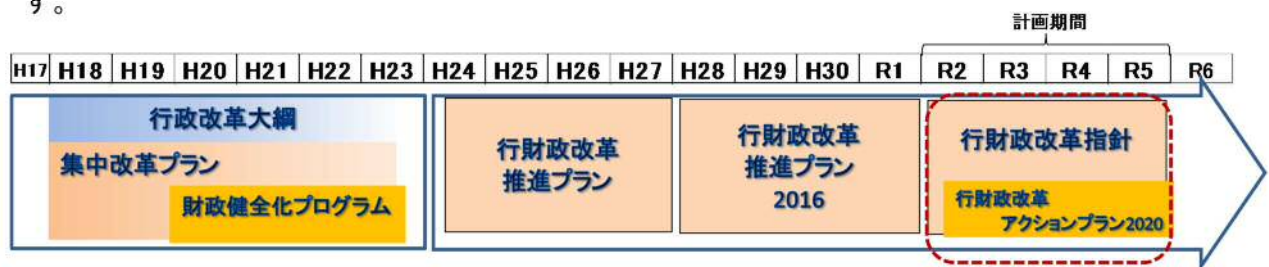 す。
計画期間
H17 H18 H19 H20 H21 H22 H23 H24 H25 H26 H27 H28 H29 H30 R1 R2 R3 R4 R5 R6
行政改革大綱
集中改革プラン
財政健全化プログラム
行財政改革
推進プラン
行財政改革
推進プラン
2016
行財政改革指針
行財政改革
アクションプラン2020